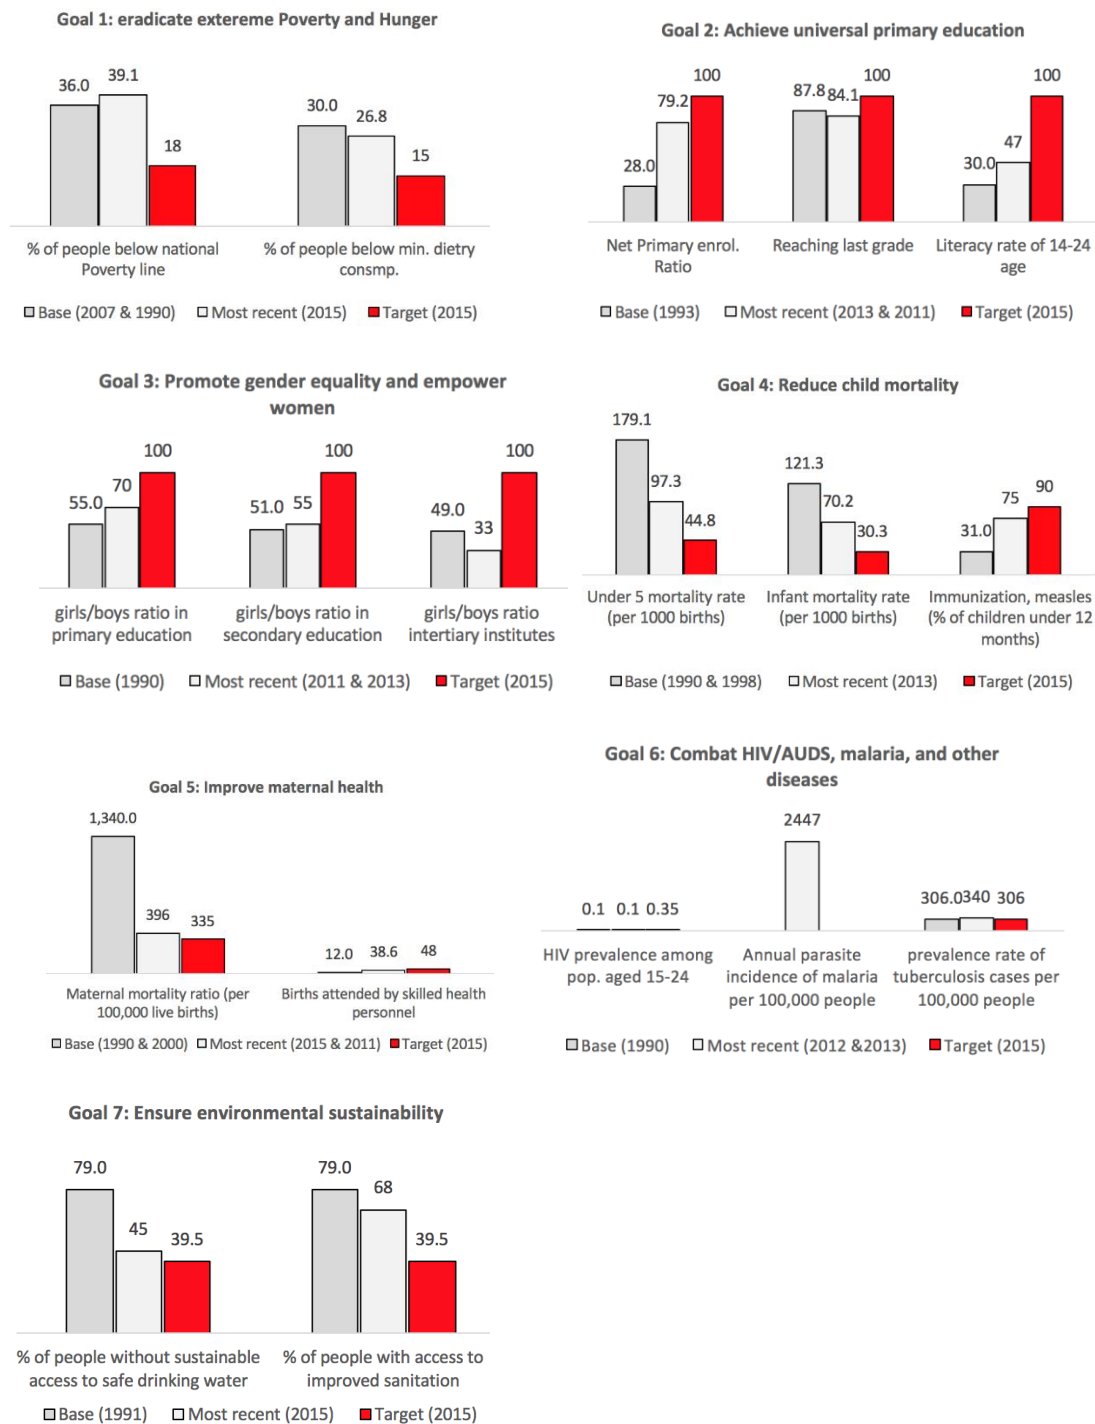 Goal 1: eradicate extereme Poverty and Hunger
36.0 39.1 18
30.0 26.8 15
% of people below national
Poverty line
% of people below min. dietry
consmp.
Base (2007 & 1990) Most recent (2015) Target (2015)
Goal 2: Achieve universal primary education
28.0 79.2 100
87.8 84.1 100
30.0 47 100
Net Primary enrol.
Ratio
Reaching last grade
Literacy rate of 14-24
age
Base (1993) Most recent (2013 & 2011) Target (2015)
Goal 3: Promote gender equality and empower
women
55.0 70 100
51.0 55 100
49.0 33 100
girls/boys ratio in
primary education
girls/boys ratio in
secondary education
girls/boys ratio
intertiary institutes
Base (1990) Most recent (2011 & 2013) Target (2015)
Goal 4: Reduce child mortality
179.1 97.3 44.8
121.3 70.2 30.3
31.0 75 90
Under 5 mortality rate
(per 1000 births)
Infant mortality rate
(per 1000 births)
Immunization, measles
(% of children under 12
months)
Base (1990 & 1998) Most recent (2013) Target (2015)
Goal 5: Improve maternal health
1,340.0 396 335
12.0 38.6 48
Maternal mortality ratio (per
100,000 live births)
Births attended by skilled health
personnel
Base (1990 & 2000) Most recent (2015 & 2011) Target (2015)
Goal 6: Combat HIV/AUDS, malaria, and other
diseases
0.1 0.1 0.35
2447
306.0 340 306
HIV prevalence among
pop. aged 15-24
Annual parasite
incidence of malaria
per 100,000 people
prevalence rate of
tuberculosis cases per
100,000 people
Base (1990) Most recent (2012 &2013) Target (2015)
Goal 7: Ensure environmental sustainability
79.0 45 39.5
79.0 68 39.5
% of people without sustainable
access to safe drinking water
% of people with access to
improved sanitation
Base (1991) Most recent (2015) Target (2015)